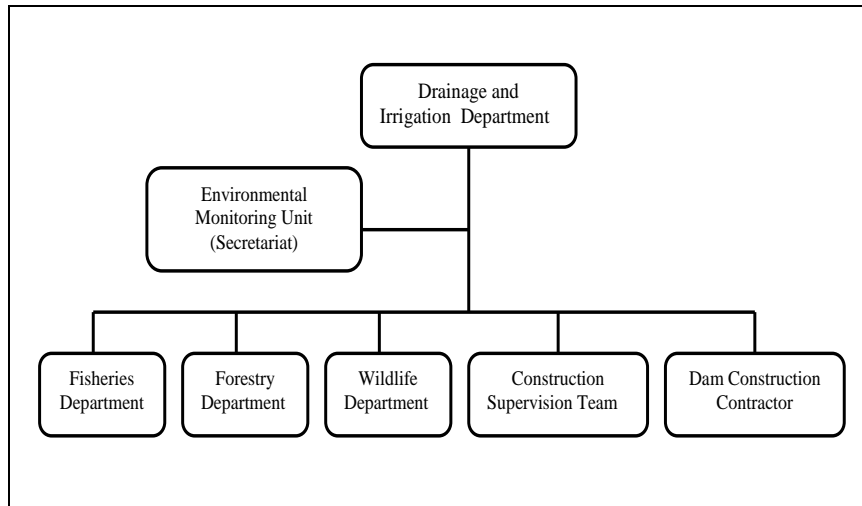 Drainage and
Irrigation Department
Environmental
Monitoring Unit
(Secretariat)
Fisheries
Department
Forestry
Department
Wildlife
Department
Construction
Supervision Team
Dam Construction
Contractor